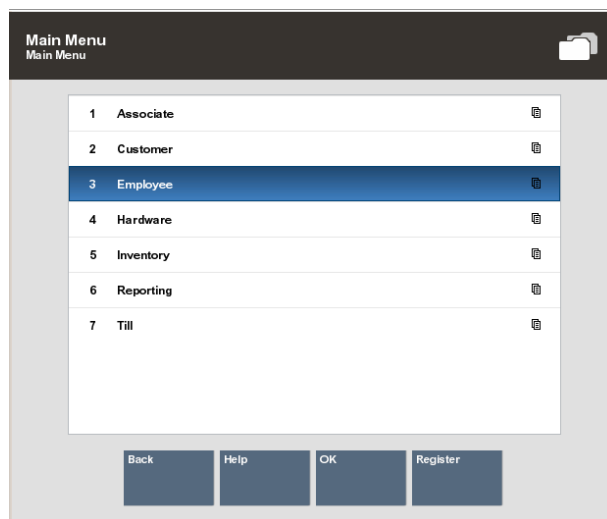 Main Menu
Main Menu
1 Associate
2 Customer
3 Employee
4 Hardware
5 Inventory
6 Reporting
7 Till
Back Help OK Register